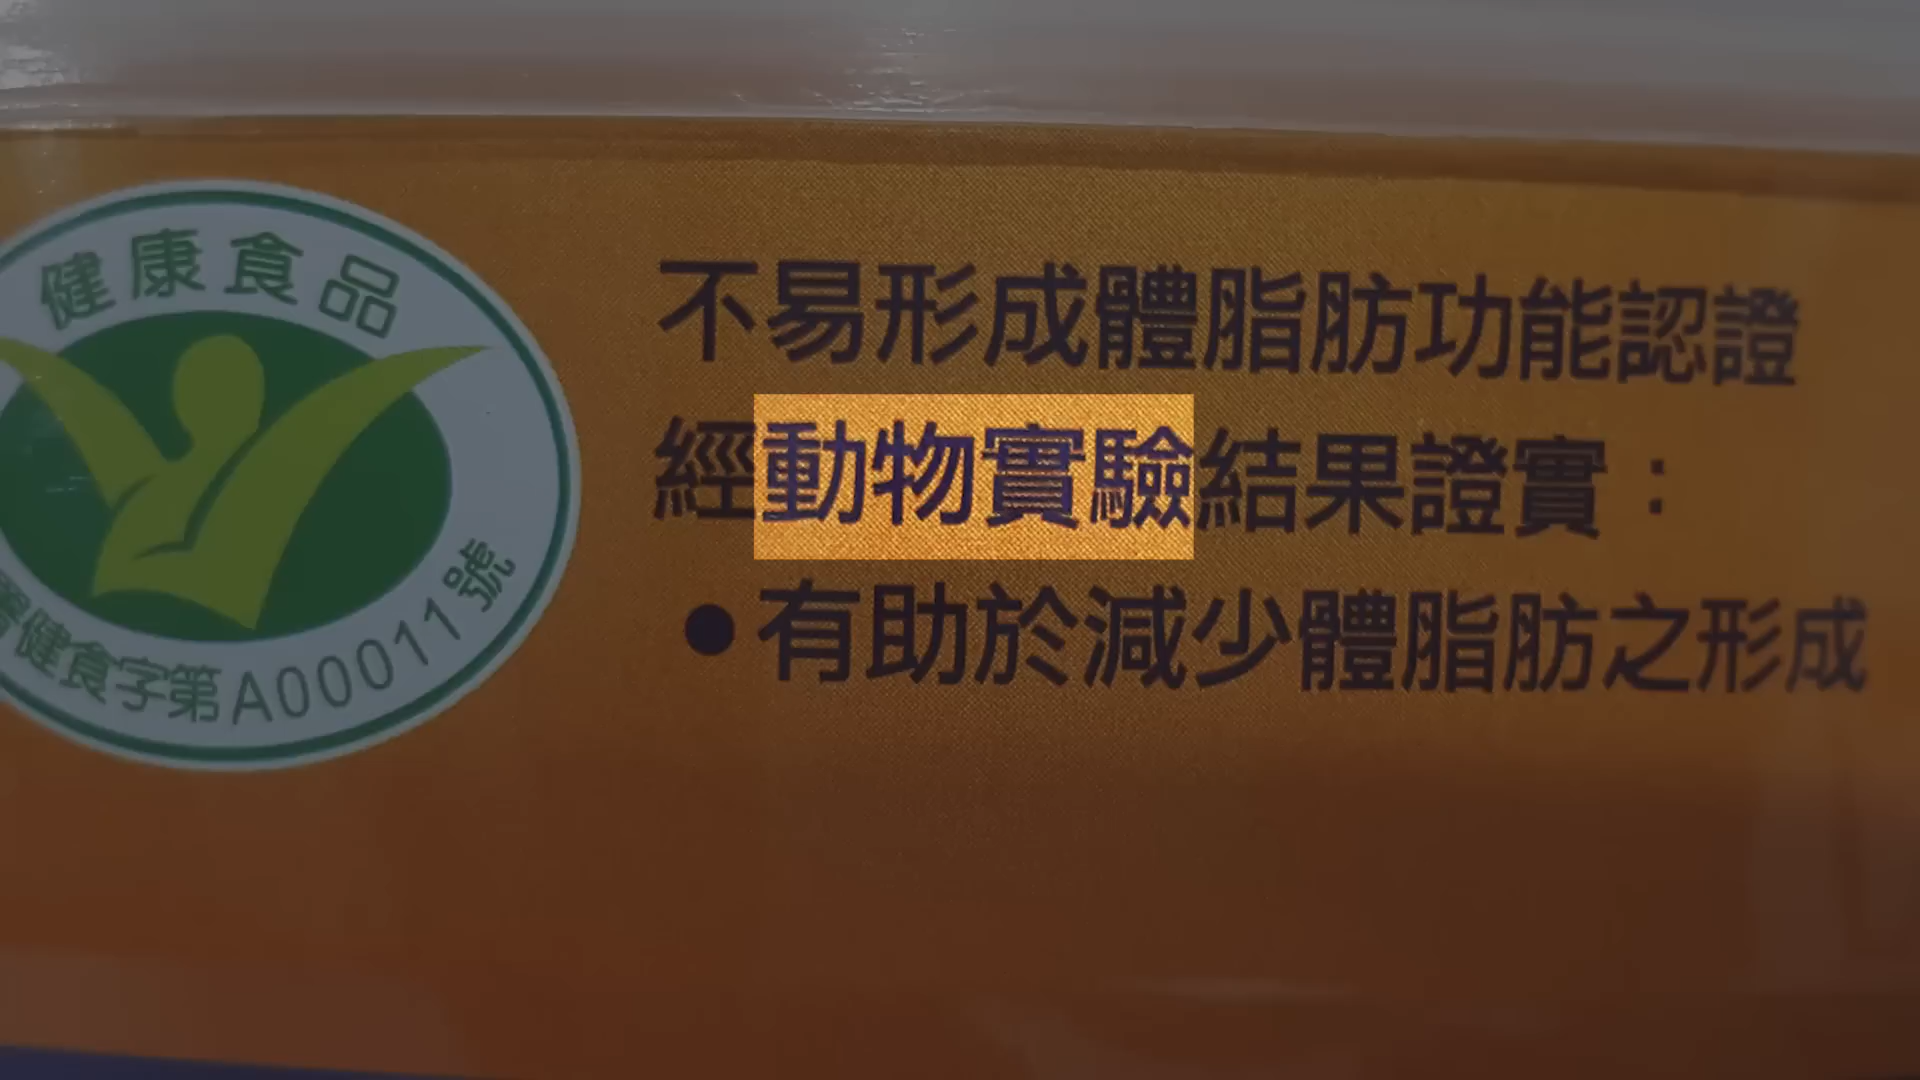 健康食品
署健食字第A00011號
不易形成體脂肪功能認證
經動物實驗結果證實：
●有助於減少體脂肪之形成